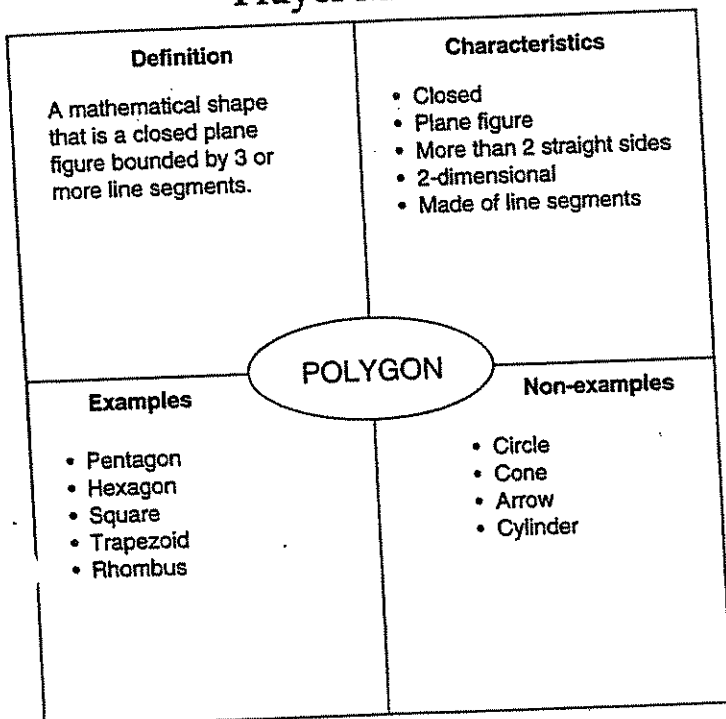 Definition
A mathematical shape
that is a closed plane
figure bounded by 3 or
more line segments.
Characteristics
• Closed
• Plane figure
• More than 2 straight sides
• 2-dimensional
• Made of line segments
POLYGON
Examples
• Pentagon
• Hexagon
• Square
• Trapezoid
• Rhombus
Non-examples
• Circle
• Cone
• Arrow
• Cylinder